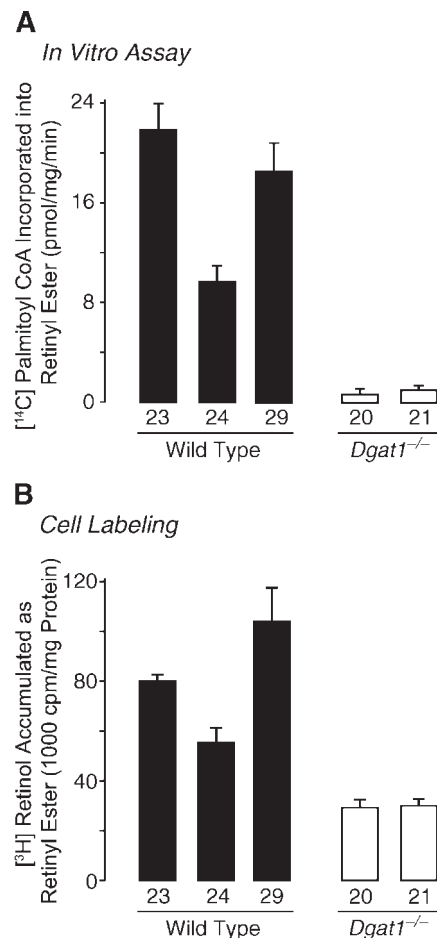 A
In Vitro Assay
[¹⁴C] Palmitoyl CoA Incorporated into
Retinyl Ester (pmol/mg/min)
24
16
8
0
23 24 29 20 21
Wild Type Dgat1⁻/⁻
B
Cell Labeling
[³H] Retinol Accumulated as
Retinyl Ester (1000 cpm/mg Protein)
120
80
40
0
23 24 29 20 21
Wild Type Dgat1⁻/⁻